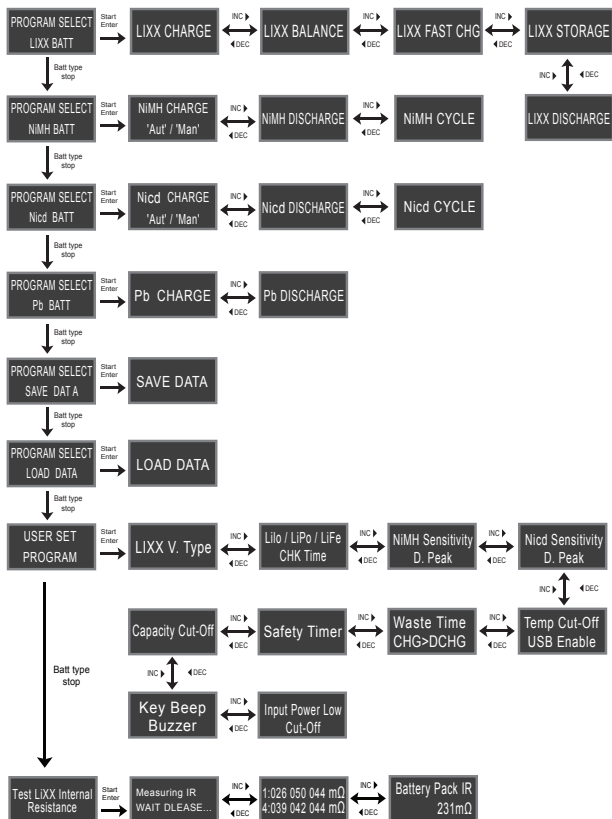 PROGRAM SELECT
LIXX BATT
Start
Enter
LIXX CHARGE
INC
DEC
LIXX BALANCE
INC
DEC
LIXX FAST CHG
INC
DEC
LIXX STORAGE
Batt type
stop
INC
DEC
LIXX DISCHARGE
PROGRAM SELECT
NiMH BATT
Start
Enter
NiMH CHARGE
'Aut' / 'Man'
INC
DEC
NiMH DISCHARGE
INC
DEC
NiMH CYCLE
Batt type
stop
PROGRAM SELECT
Nicd BATT
Start
Enter
Nicd CHARGE
'Aut' / 'Man'
INC
DEC
Nicd DISCHARGE
INC
DEC
Nicd CYCLE
Batt type
stop
PROGRAM SELECT
Pb BATT
Start
Enter
Pb CHARGE
INC
DEC
Pb DISCHARGE
Batt type
stop
PROGRAM SELECT
SAVE DAT A
Start
Enter
SAVE DATA
Batt type
stop
PROGRAM SELECT
LOAD DATA
Start
Enter
LOAD DATA
Batt type
stop
USER SET
PROGRAM
Start
Enter
LIXX V. Type
INC
DEC
Lilo / LiPo / LiFe
CHK Time
INC
DEC
NiMH Sensitivity
D. Peak
INC
DEC
Nicd Sensitivity
D. Peak
INC
DEC
Capacity Cut-Off
INC
DEC
Safety Timer
INC
DEC
Waste Time
CHG>DCHG
INC
DEC
Temp Cut-Off
USB Enable
Batt type
stop
INC
DEC
Key Beep
Buzzer
INC
DEC
Input Power Low
Cut-Off
Test LiXX Internal
Resistance
Start
Enter
Measuring IR
WAIT DLEASE...
INC
DEC
1:026 050 044 mΩ
4:039 042 044 mΩ
INC
DEC
Battery Pack IR
231mΩ